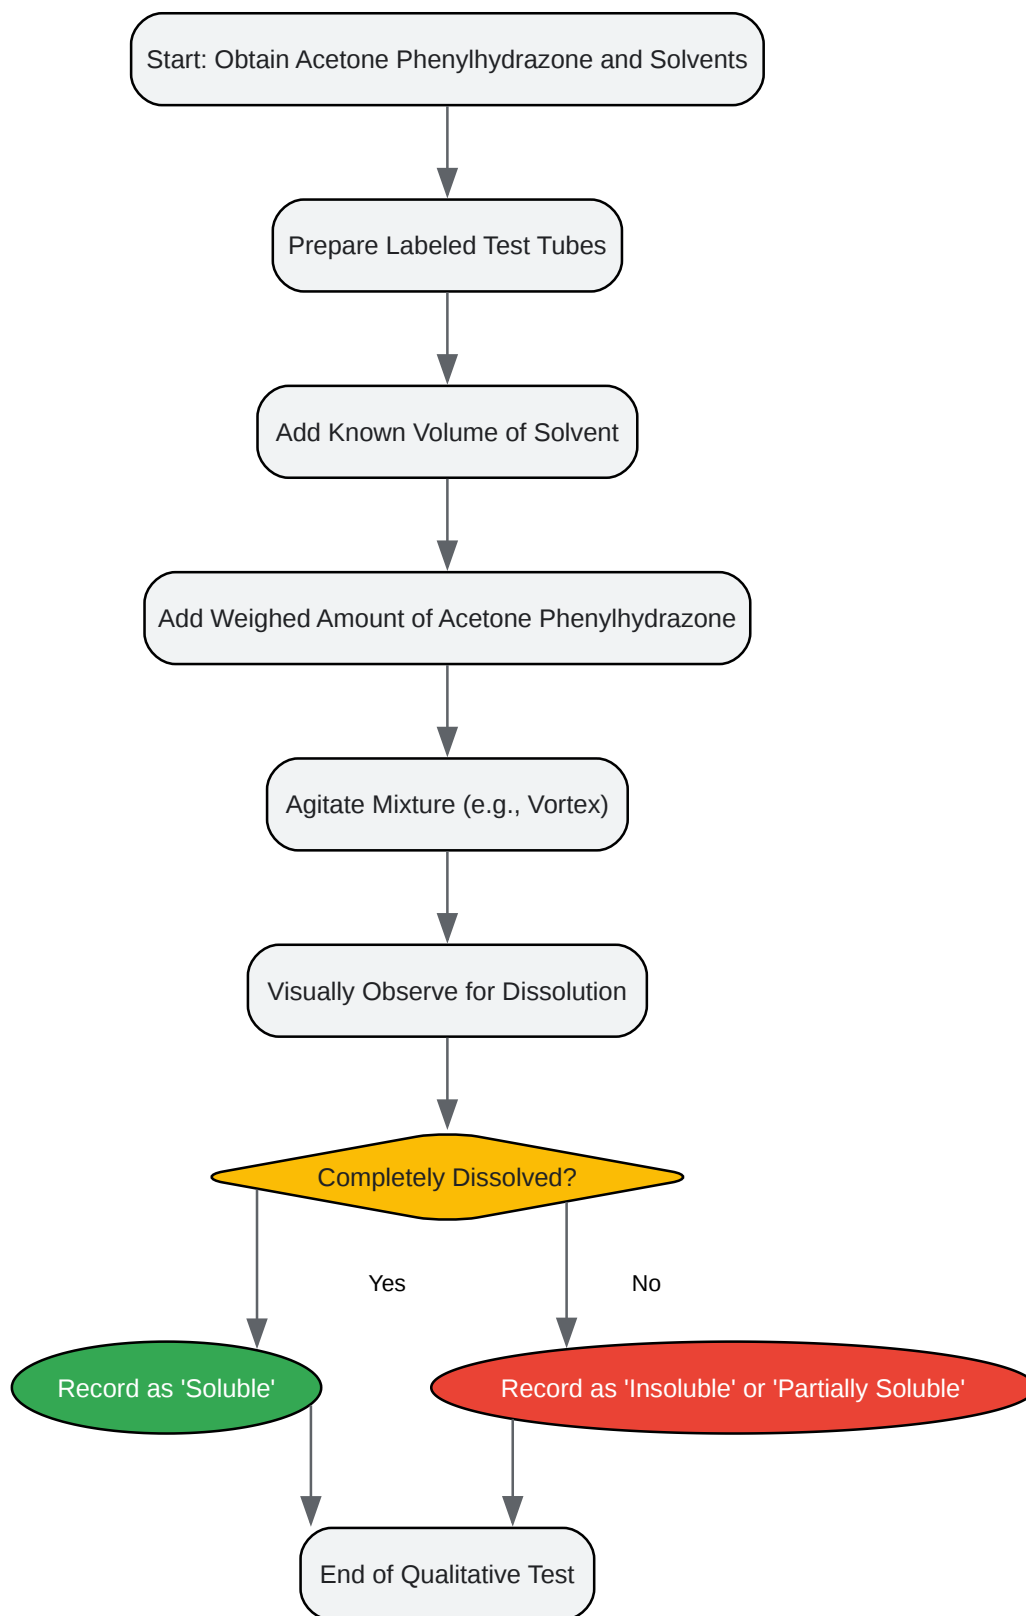 Start: Obtain Acetone Phenylhydrazone and Solvents
Prepare Labeled Test Tubes
Add Known Volume of Solvent
Add Weighed Amount of Acetone Phenylhydrazone
Agitate Mixture (e.g., Vortex)
Visually Observe for Dissolution
Completely Dissolved?
Yes
No
Record as 'Soluble'
Record as 'Insoluble' or 'Partially Soluble'
End of Qualitative Test